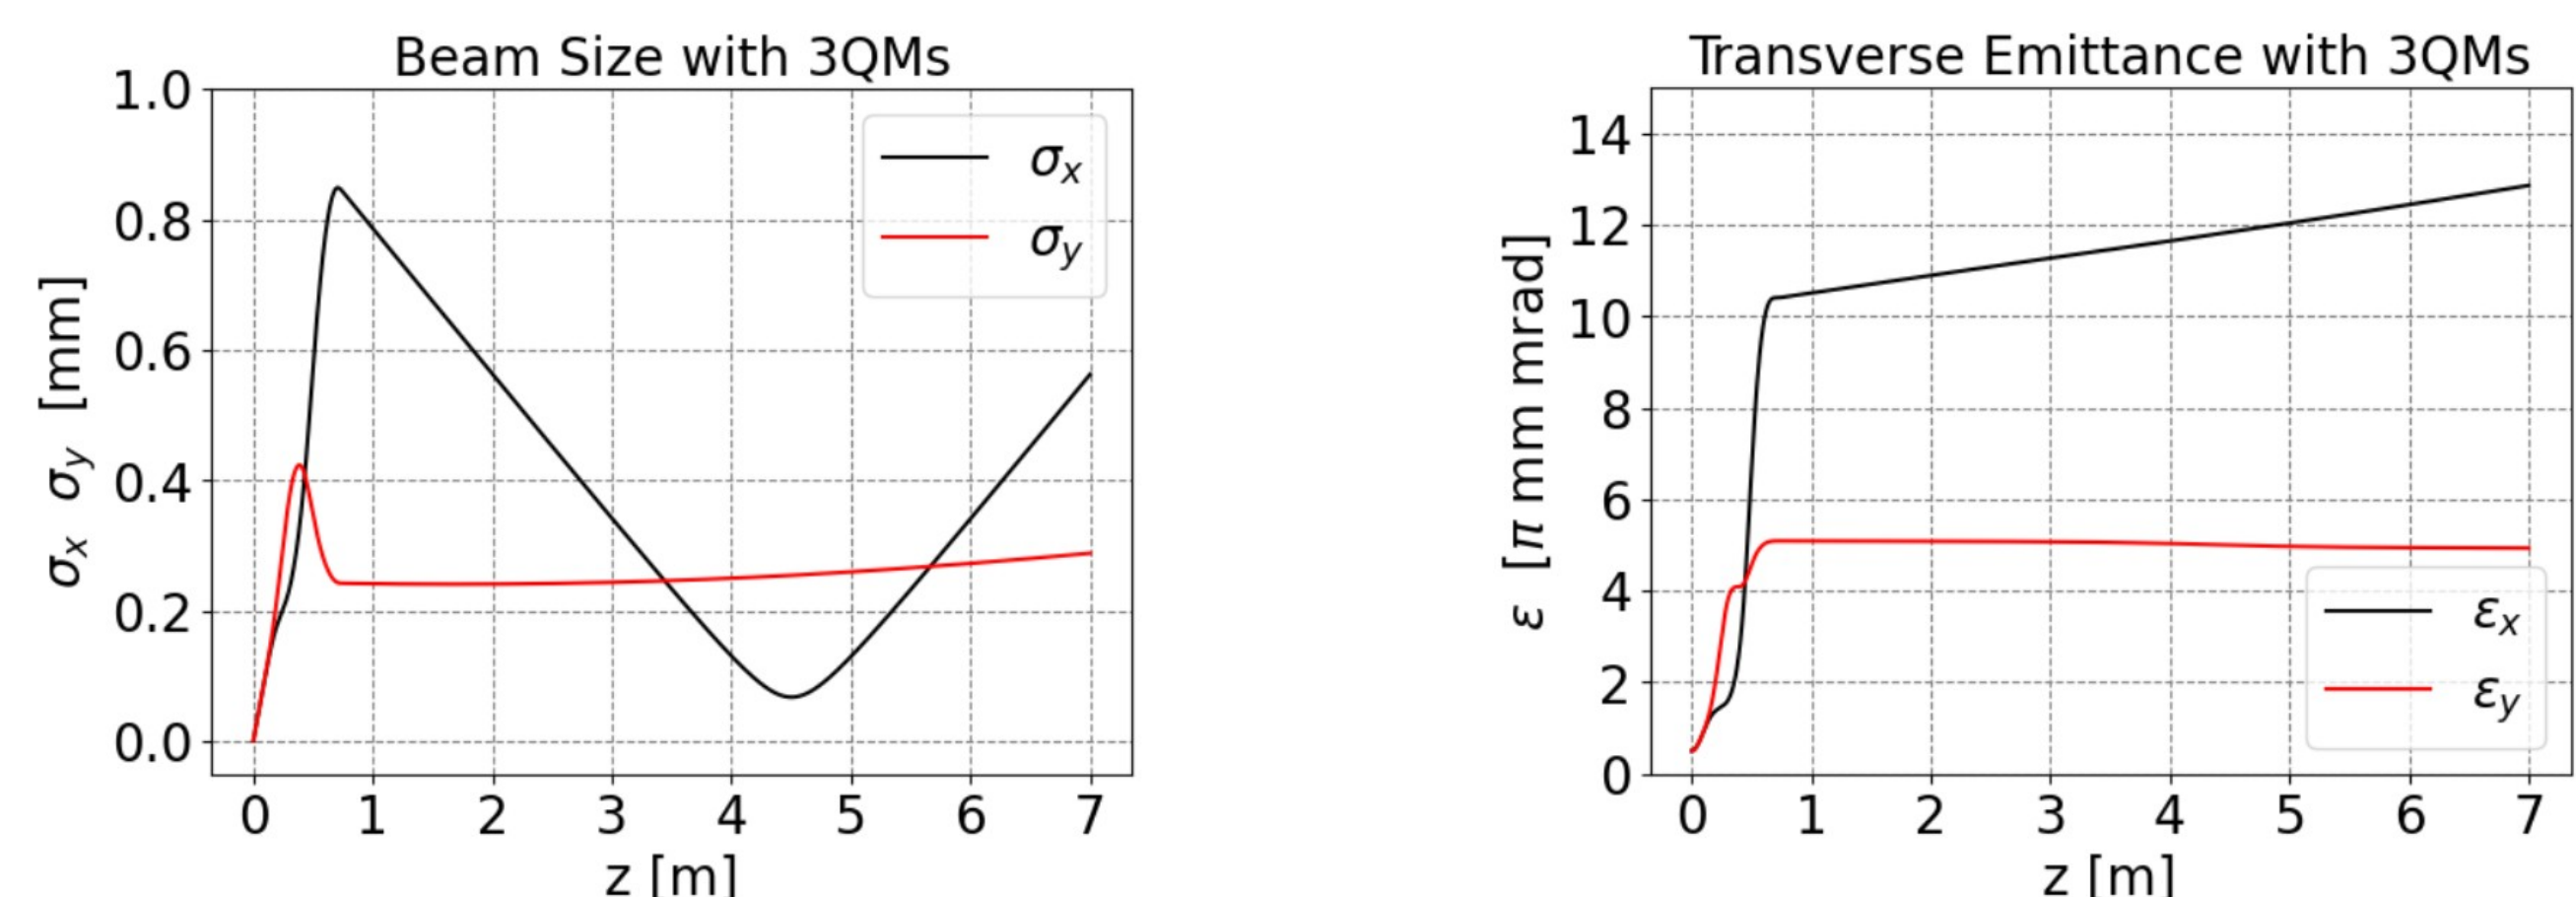 Beam Size with 3QMs
1.0
0.8
0.6
0.4
0.2
0.0
σx σy [mm]
σx
σy
0 1 2 3 4 5 6 7
z [m]
Transverse Emittance with 3QMs
14
12
10
8
6
4
2
0
ε [π mm mrad]
εx
εy
0 1 2 3 4 5 6 7
z [m]